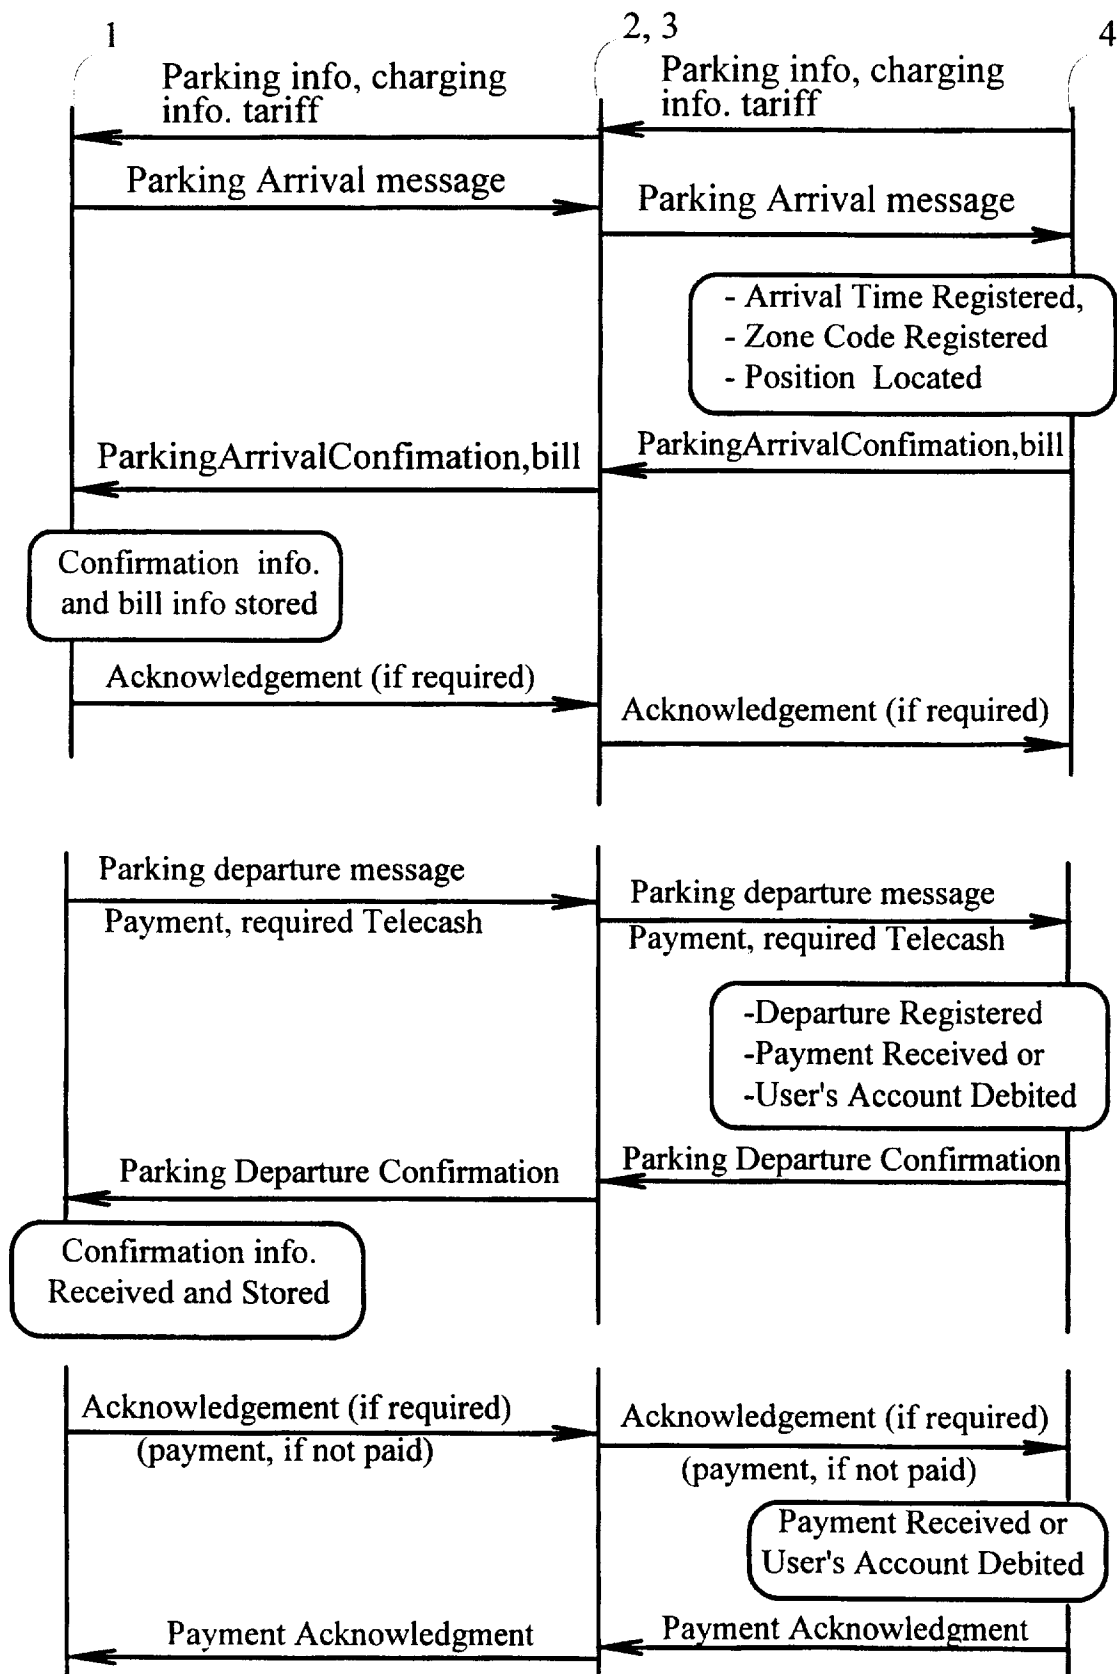 1
2, 3
4
Parking info, charging
info. tariff
Parking info, charging
info. tariff
Parking Arrival message
Parking Arrival message
- Arrival Time Registered,
- Zone Code Registered
- Position Located
ParkingArrivalConfimation,bill
ParkingArrivalConfimation,bill
Confirmation info.
and bill info stored
Acknowledgement (if required)
Acknowledgement (if required)
Parking departure message
Payment, required Telecash
Parking departure message
Payment, required Telecash
-Departure Registered
-Payment Received or
-User's Account Debited
Parking Departure Confirmation
Parking Departure Confirmation
Confirmation info.
Received and Stored
Acknowledgement (if required)
(payment, if not paid)
Acknowledgement (if required)
(payment, if not paid)
Payment Received or
User's Account Debited
Payment Acknowledgment
Payment Acknowledgment